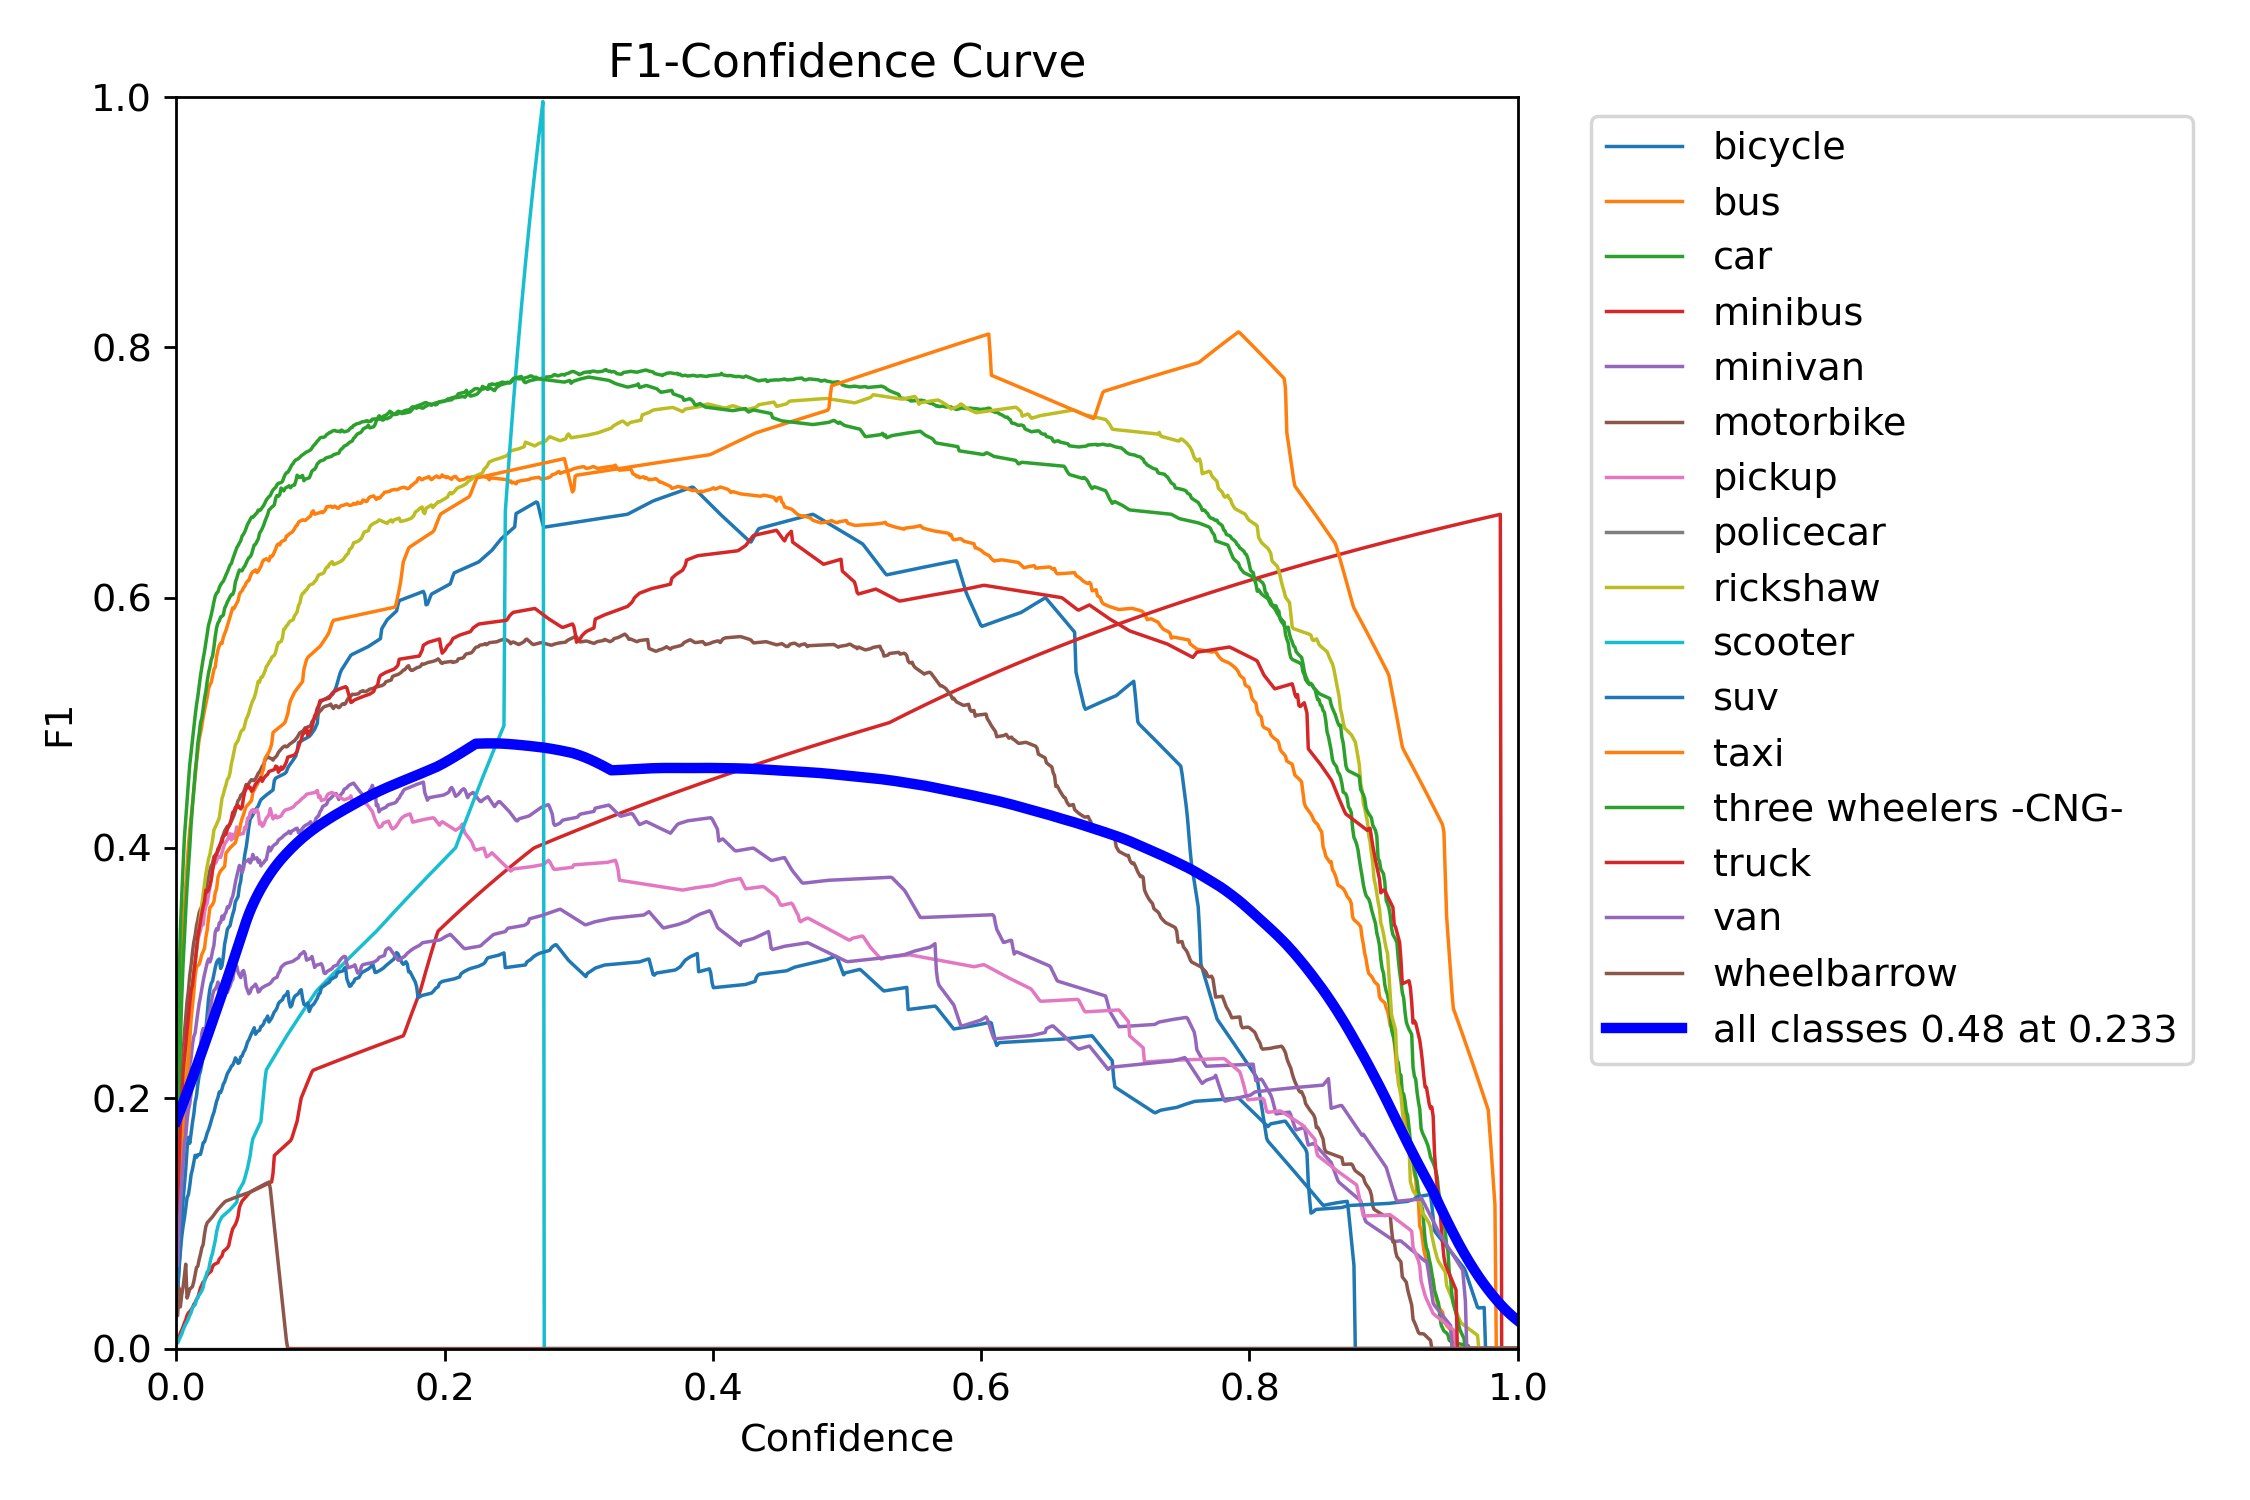 F1-Confidence Curve
1.0
0.8
0.6
0.4
0.2
0.0
F1
0.0 0.2 0.4 0.6 0.8 1.0
Confidence
bicycle
bus
car
minibus
minivan
motorbike
pickup
policecar
rickshaw
scooter
suv
taxi
three wheelers -CNG-
truck
van
wheelbarrow
all classes 0.48 at 0.233